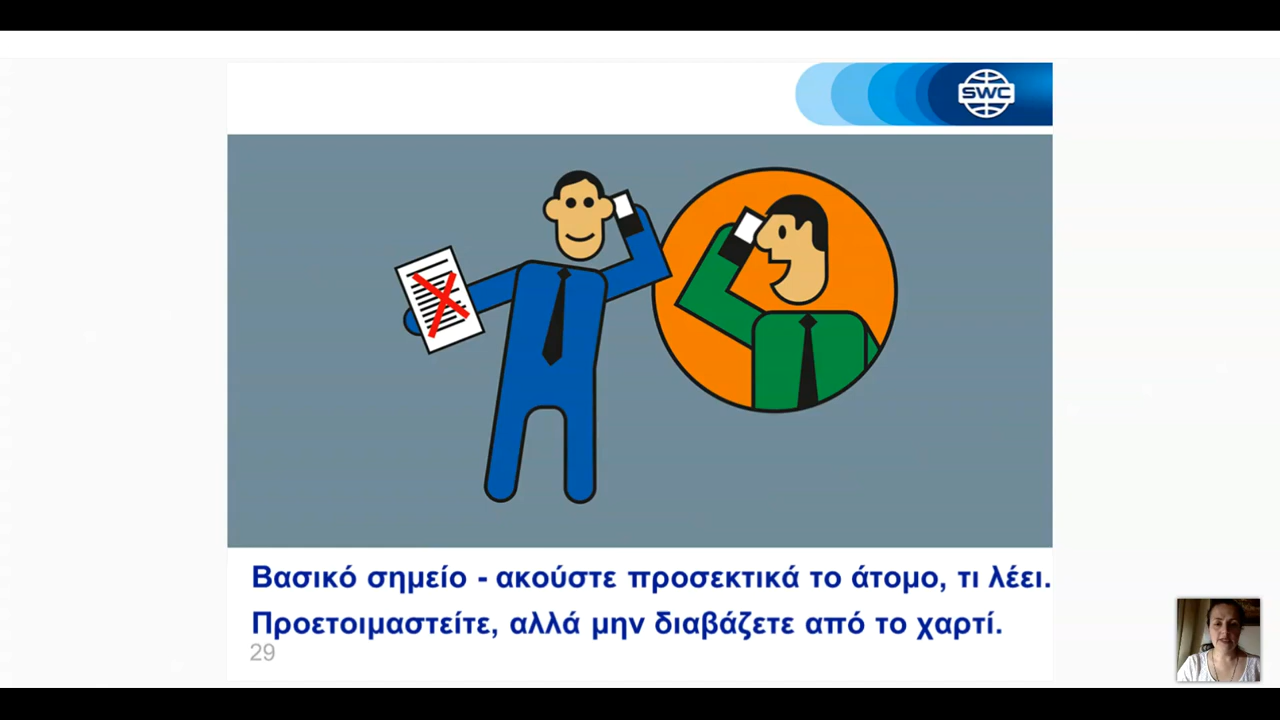 SWC
Βασικό σημείο - ακούστε προσεκτικά το άτομο, τι λέει.
Προετοιμαστείτε, αλλά μην διαβάζετε από το χαρτί.
29